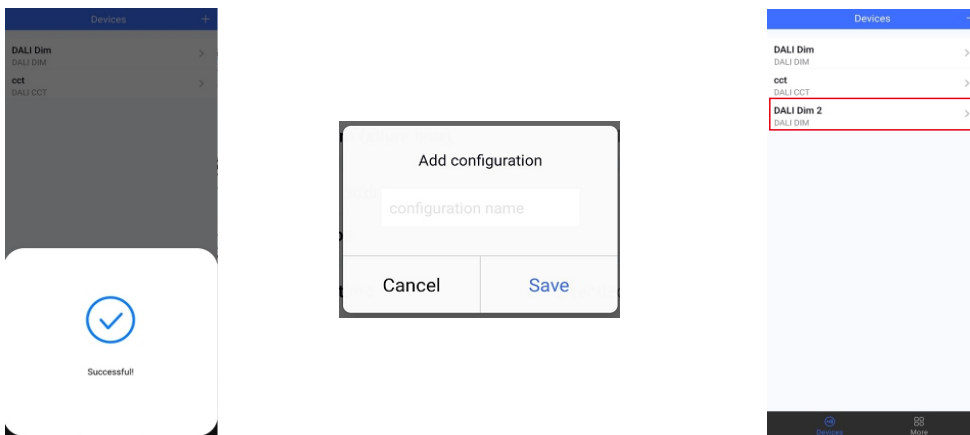 Devices +
DALI Dim
DALI DIM
cct
DALI CCT
Successful!
Add configuration
configuration name
Cancel
Save
Devices
DALI Dim
DALI DIM
cct
DALI CCT
DALI Dim 2
DALI DIM
Devices
More